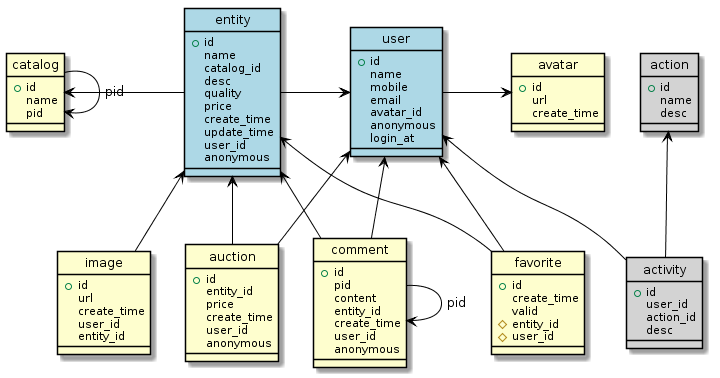 entity
id
name
catalog_id
desc
quality
price
create_time
update_time
user_id
anonymous
user
id
name
mobile
email
avatar_id
anonymous
login_at
catalog
id
name
pid
pid
avatar
id
url
create_time
action
id
name
desc
image
id
url
create_time
user_id
entity_id
auction
id
entity_id
price
create_time
user_id
anonymous
comment
id
pid
content
entity_id
create_time
user_id
anonymous
pid
favorite
id
create_time
valid
entity_id
user_id
activity
id
user_id
action_id
desc